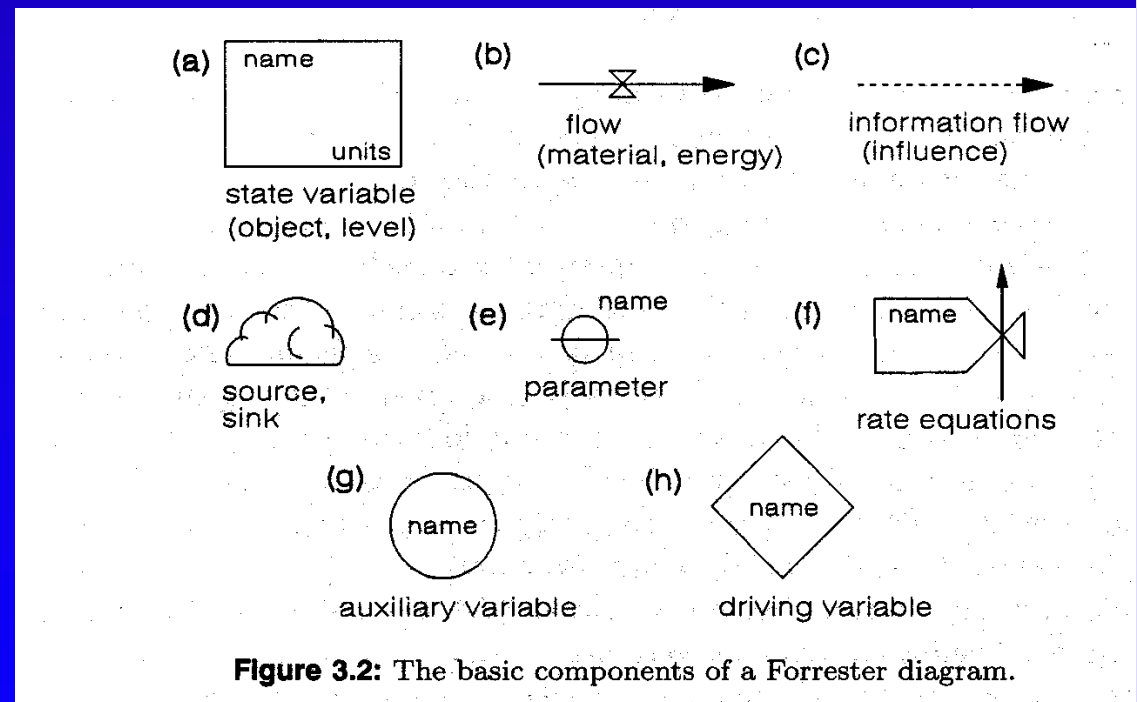 (a)
name
units
state variable
(object, level)
(b)
flow
(material, energy)
(c)
information flow
(influence)
(d)
source,
sink
(e)
name
parameter
(f)
name
rate equations
(g)
name
auxiliary variable
(h)
name
driving variable
Figure 3.2: The basic components of a Forrester diagram.